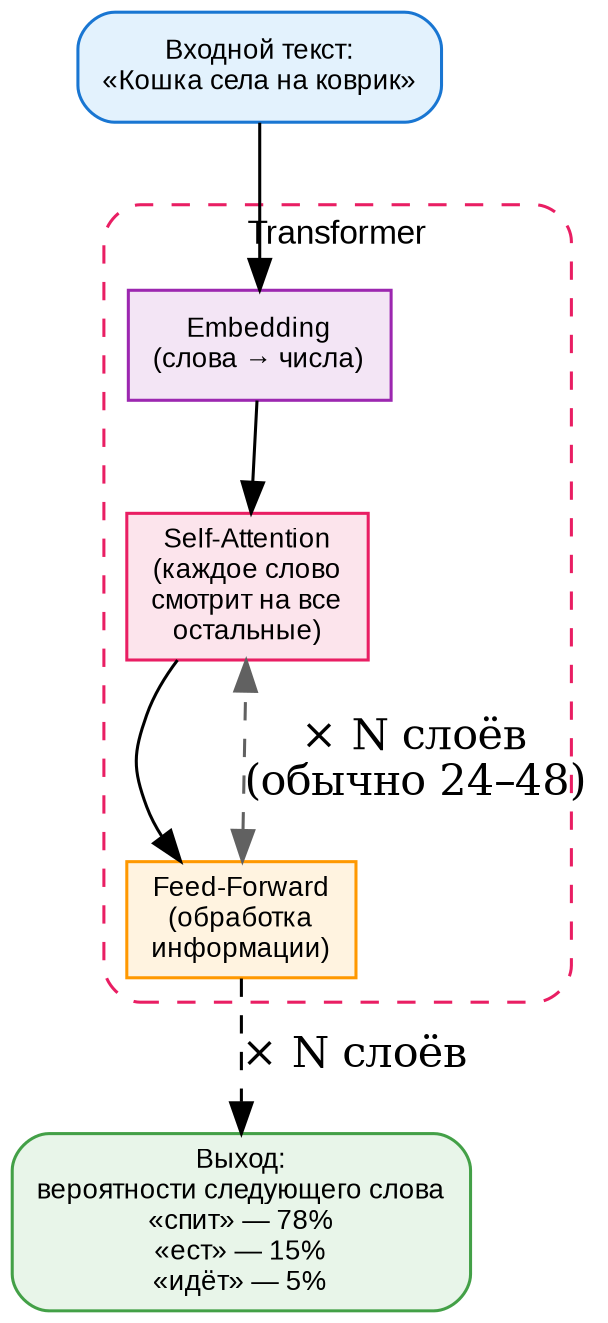 Входной текст:
«Кошка села на коврик»
Transformer
Embedding
(слова → числа)
Self-Attention
(каждое слово
смотрит на все
остальные)
× N слоёв
(обычно 24–48)
Feed-Forward
(обработка
информации)
× N слоёв
Выход:
вероятности следующего слова
«спит» — 78%
«ест» — 15%
«идёт» — 5%